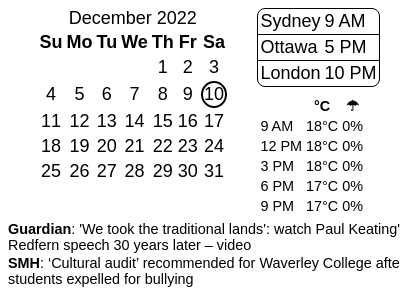 December 2022
Su Mo Tu We Th Fr Sa
1 2 3
4 5 6 7 8 9 10
11 12 13 14 15 16 17
18 19 20 21 22 23 24
25 26 27 28 29 30 31
Sydney 9 AM
Ottawa 5 PM
London 10 PM
°C ☂
9 AM 18°C 0%
12 PM 18°C 0%
3 PM 18°C 0%
6 PM 17°C 0%
9 PM 17°C 0%
Guardian: 'We took the traditional lands': watch Paul Keating'
Redfern speech 30 years later – video
SMH: ‘Cultural audit’ recommended for Waverley College afte
students expelled for bullying